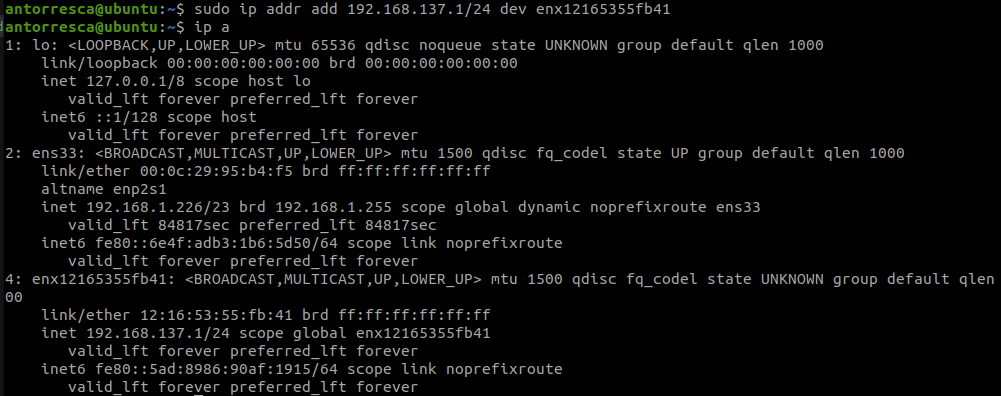 antorresca@ubuntu:~$ sudo ip addr add 192.168.137.1/24 dev enx12165355fb41
antorresca@ubuntu:~$ ip a
1: lo: <LOOPBACK,UP,LOWER_UP> mtu 65536 qdisc noqueue state UNKNOWN group default qlen 1000
    link/loopback 00:00:00:00:00:00 brd 00:00:00:00:00:00
    inet 127.0.0.1/8 scope host lo
       valid_lft forever preferred_lft forever
    inet6 ::1/128 scope host
       valid_lft forever preferred_lft forever
2: ens33: <BROADCAST,MULTICAST,UP,LOWER_UP> mtu 1500 qdisc fq_codel state UP group default qlen 1000
    link/ether 00:0c:29:95:b4:f5 brd ff:ff:ff:ff:ff:ff
    altname enp2s1
    inet 192.168.1.226/23 brd 192.168.1.255 scope global dynamic noprefixroute ens33
       valid_lft 84817sec preferred_lft 84817sec
    inet6 fe80::6e4f:adb3:1b6:5d50/64 scope link noprefixroute
       valid_lft forever preferred_lft forever
4: enx12165355fb41: <BROADCAST,MULTICAST,UP,LOWER_UP> mtu 1500 qdisc fq_codel state UNKNOWN group default qlen
00
    link/ether 12:16:53:55:fb:41 brd ff:ff:ff:ff:ff:ff
    inet 192.168.137.1/24 scope global enx12165355fb41
       valid_lft forever preferred_lft forever
    inet6 fe80::5ad:8986:90af:1915/64 scope link noprefixroute
       valid_lft forever preferred_lft forever